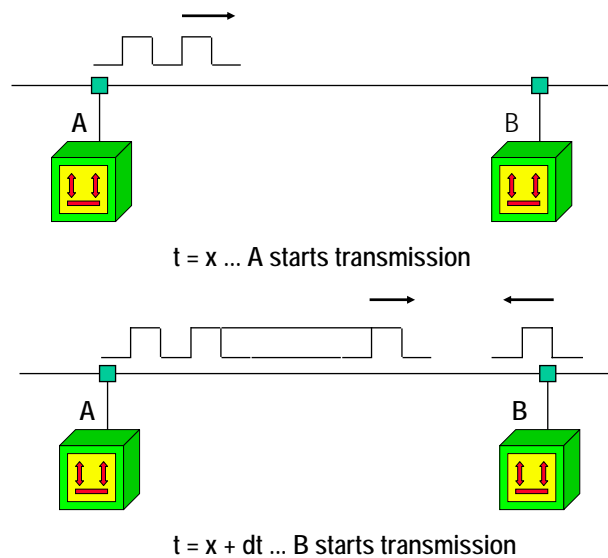 A
B
t = x ... A starts transmission
A
B
t = x + dt ... B starts transmission